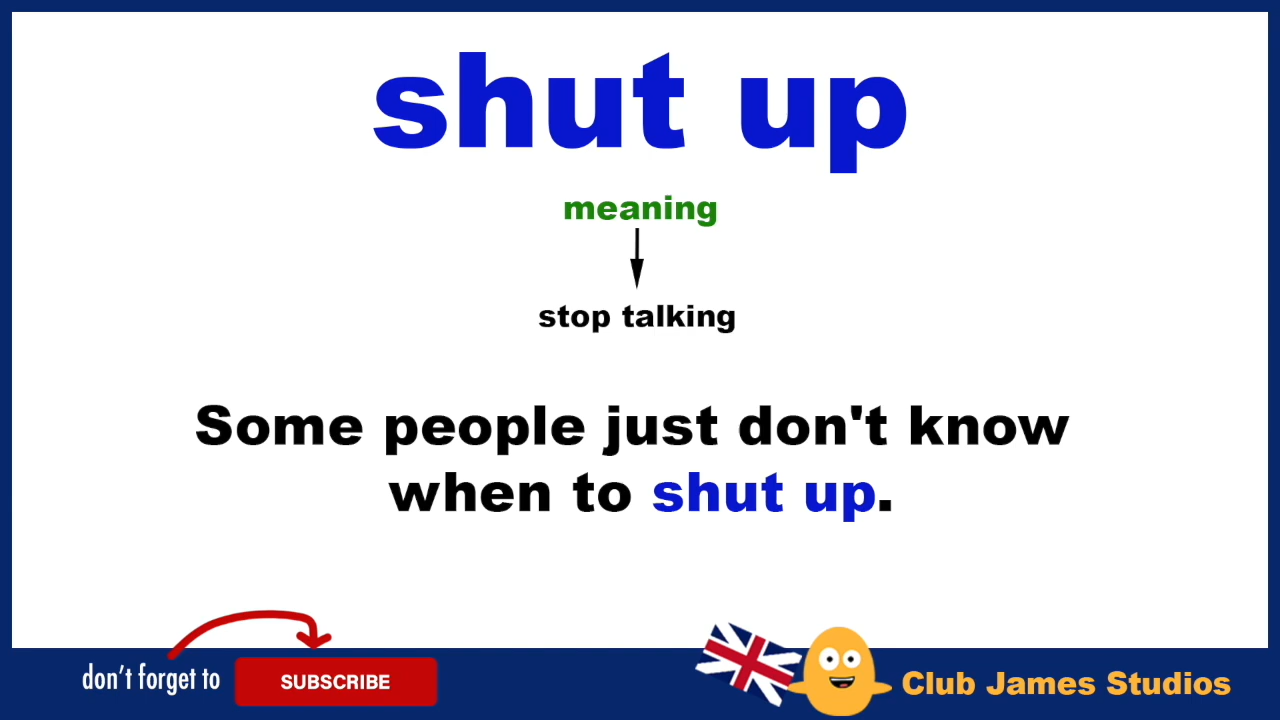 shut up
meaning
stop talking
Some people just don't know
when to shut up.
don't forget to
SUBSCRIBE
Club James Studios